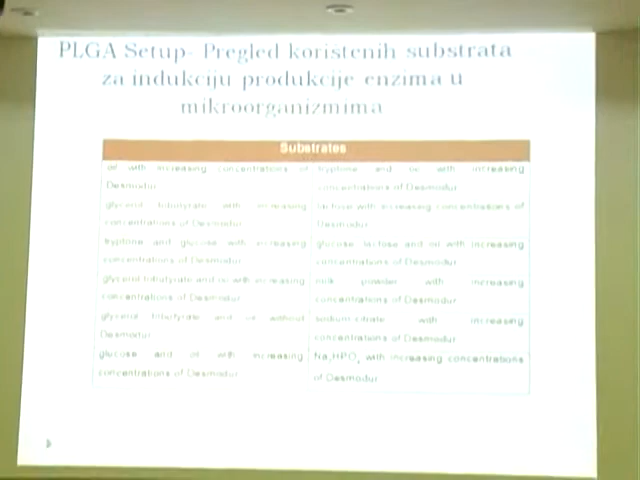 PLGA Setup- Pregled koristenih substrata
za indukciju produkcije enzima u
mikroorganizmima
Substrates
oil with increasing concentrations of
Desmodur
glycerol tributyrate with increasing
concentrations of Desmodur
tryptone and glucose with increasing
concentrations of Desmodur
glycerol tributyrate and oil with increasing
concentrations of Desmodur
glycerol tributyrate and oil without
Desmodur
glucose and oil with increasing
concentrations of Desmodur
tryptone and oil with increasing
concentrations of Desmodur
lactose with increasing concentrations of
Desmodur
glucose, lactose and oil with increasing
concentrations of Desmodur
milk powder with increasing
concentrations of Desmodur
sodium citrate with increasing
concentrations of Desmodur
Na₂HPO₄ with increasing concentrations
of Desmodur